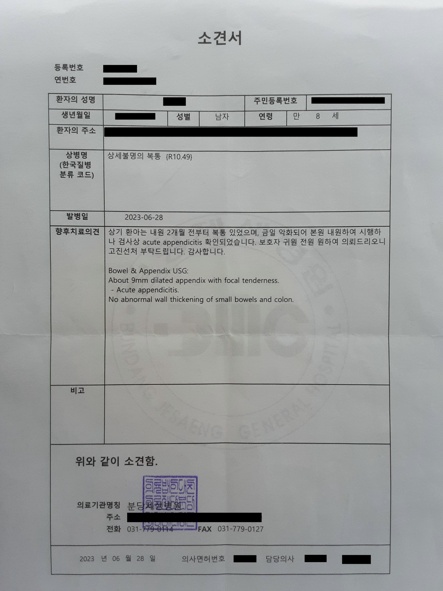 소견서
등록번호
연번호
환자의 성명 주민등록번호
생년월일 성별 남자 연령 만 8 세
환자의 주소
상병명 상세불명의 복통 (R10.49)
(한국질병
분류 코드)
발병일 2023-06-28
향후치료의견 상기 환아는 내원 2개월 전부터 복통 있었으며, 금일 악화되어 본원 내원하여 시행하
나 검사상 acute appendicitis 확인되었습니다. 보호자 귀원 전원 원하여 의뢰드리오니
고진선처 부탁드립니다. 감사합니다.
Bowel & Appendix USG:
About 9mm dilated appendix with focal tenderness.
- Acute appendicitis.
No abnormal wall thickening of small bowels and colon.
비고
위와 같이 소견함.
의료기관명칭 분당제생병원
주소
전화 031-779-0114 FAX 031-779-0127
2023 년 06 월 28 일 의사면허번호 담당의사
GENERAL HOSPITAL